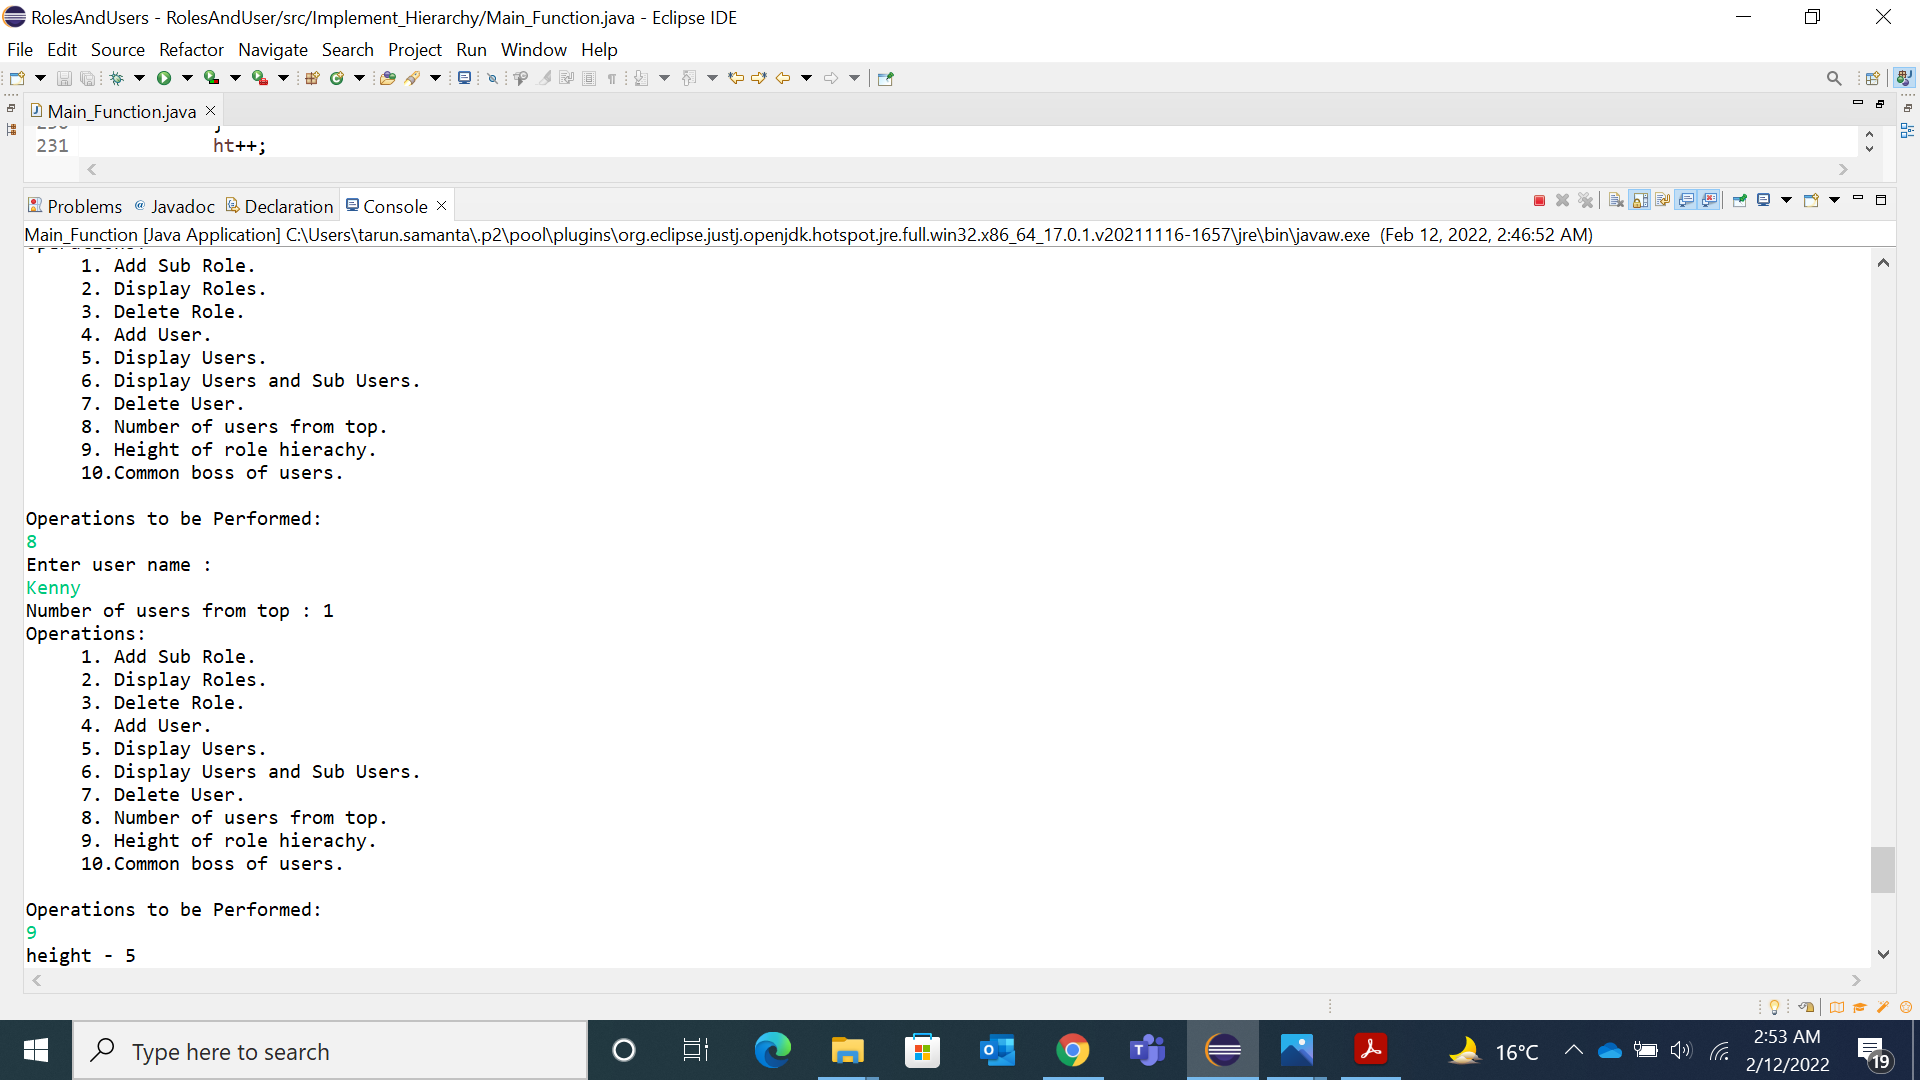 RolesAndUsers - RolesAndUser/src/Implement_Hierarchy/Main_Function.java - Eclipse IDE
File Edit Source Refactor Navigate Search Project Run Window Help
Main_Function.java
231 ht++;
Problems Javadoc Declaration Console
Main_Function [Java Application] C:\Users\tarun.samanta\.p2\pool\plugins\org.eclipse.justj.openjdk.hotspot.jre.full.win32.x86_64_17.0.1.v20211116-1657\jre\bin\javaw.exe (Feb 12, 2022, 2:46:52 AM)
1. Add Sub Role.
2. Display Roles.
3. Delete Role.
4. Add User.
5. Display Users.
6. Display Users and Sub Users.
7. Delete User.
8. Number of users from top.
9. Height of role hierachy.
10.Common boss of users.
Operations to be Performed:
8
Enter user name :
Kenny
Number of users from top : 1
Operations:
1. Add Sub Role.
2. Display Roles.
3. Delete Role.
4. Add User.
5. Display Users.
6. Display Users and Sub Users.
7. Delete User.
8. Number of users from top.
9. Height of role hierachy.
10.Common boss of users.
Operations to be Performed:
9
height - 5
Type here to search
16°C
2:53 AM
2/12/2022
19